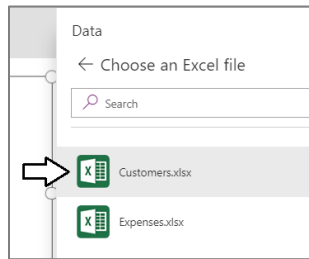 Data
← Choose an Excel file
Search
Customers.xlsx
Expenses.xlsx